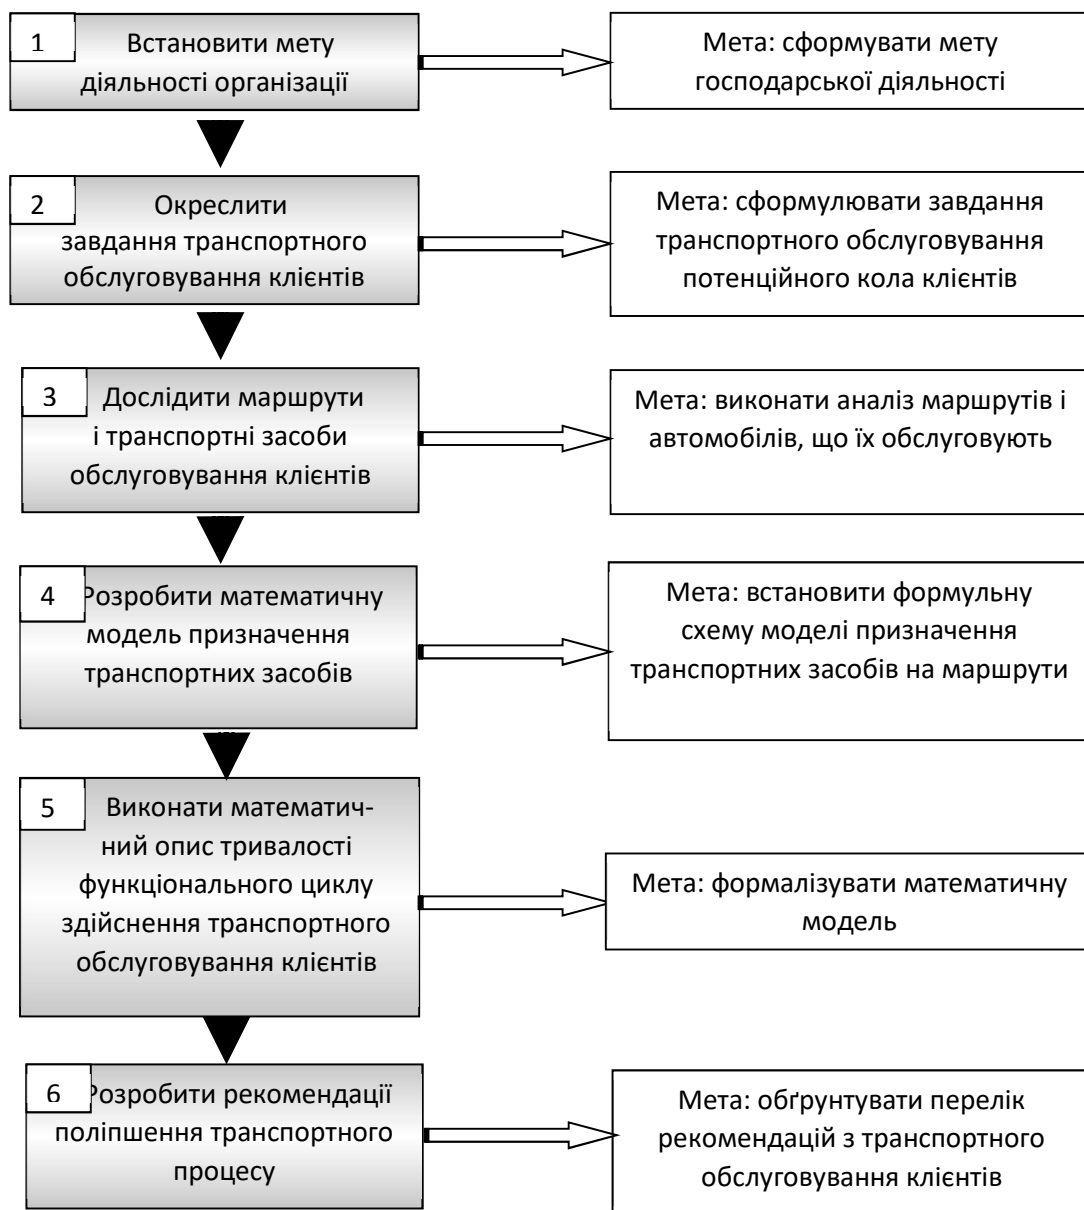 1
Встановити мету
діяльності організації
Мета: сформувати мету
господарської діяльності
2
Окреслити
завдання транспортного
обслуговування клієнтів
Мета: сформулювати завдання
транспортного обслуговування
потенційного кола клієнтів
3
Дослідити маршрути
і транспортні засоби
обслуговування клієнтів
Мета: виконати аналіз маршрутів і
автомобілів, що їх обслуговують
4
Розробити математичну
модель призначення
транспортних засобів
Мета: встановити формульну
схему моделі призначення
транспортних засобів на маршрути
5
Виконати математич-
ний опис тривалості
функціонального циклу
здійснення транспортного
обслуговування клієнтів
Мета: формалізувати математичну
модель
6
Розробити рекомендації
поліпшення транспортного
процесу
Мета: обґрунтувати перелік
рекомендацій з транспортного
обслуговування клієнтів